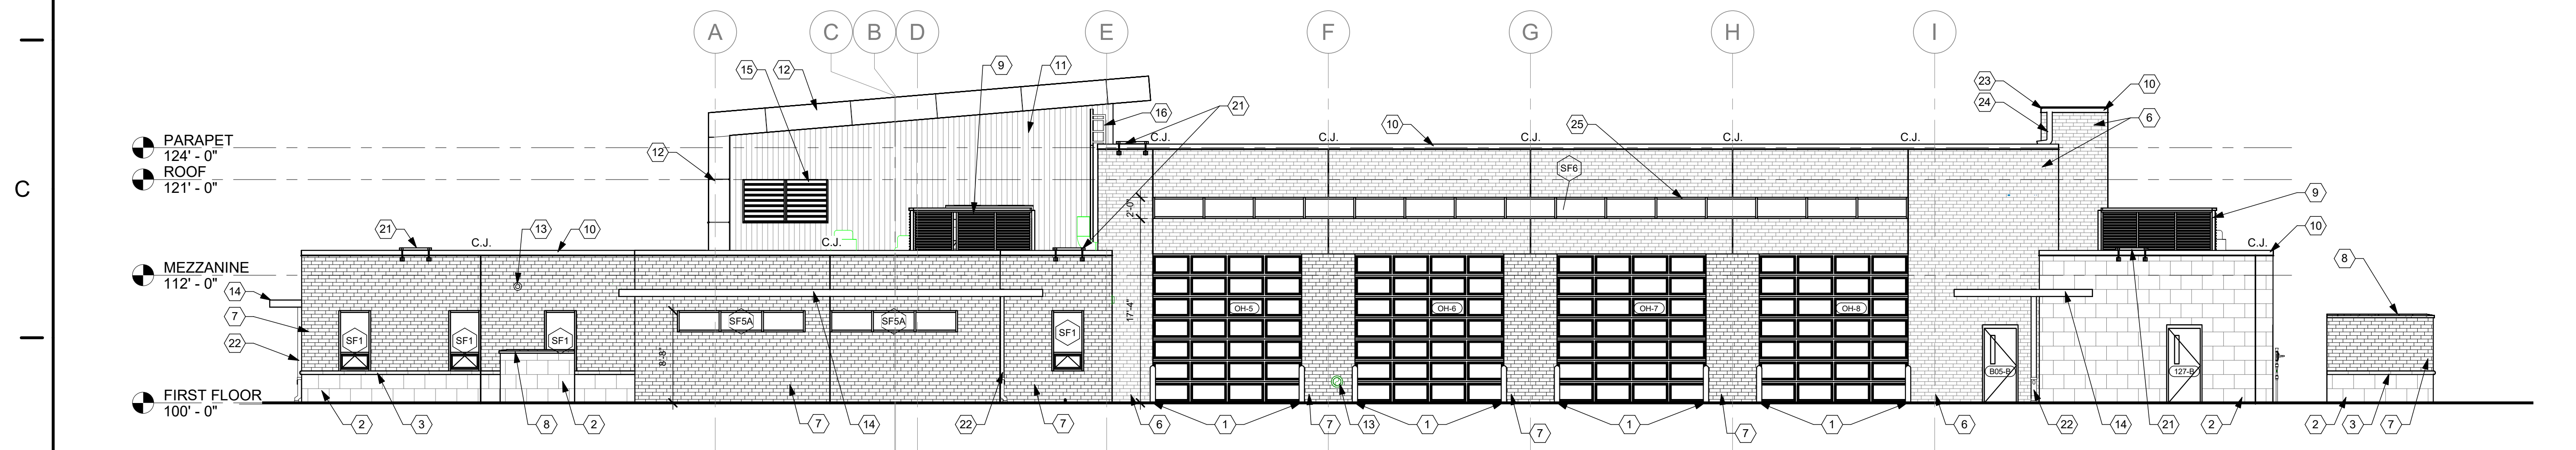 A C B D E F G H I
15 12 9 11 21 16 23 10 24 6
C.J. C.J. 10 C.J. C.J. 25 C.J.
PARAPET
124' - 0"
12
ROOF
121' - 0"
SF6
9
C
2'-0"
21 13 10
C.J. C.J. C.J. 10
MEZZANINE
112' - 0"
8
14
7
22
17'-4"
OH-5 OH-6 OH-7 OH-8
SF5A SF5A
SF1 SF1 SF1 SF1
8'-8"
B05-B 127-B
FIRST FLOOR
100' - 0"
2 3 8 2 7 14 22 7 6 1 7 13 1 7 1 7 1 6 22 14 21 2 2 3 7